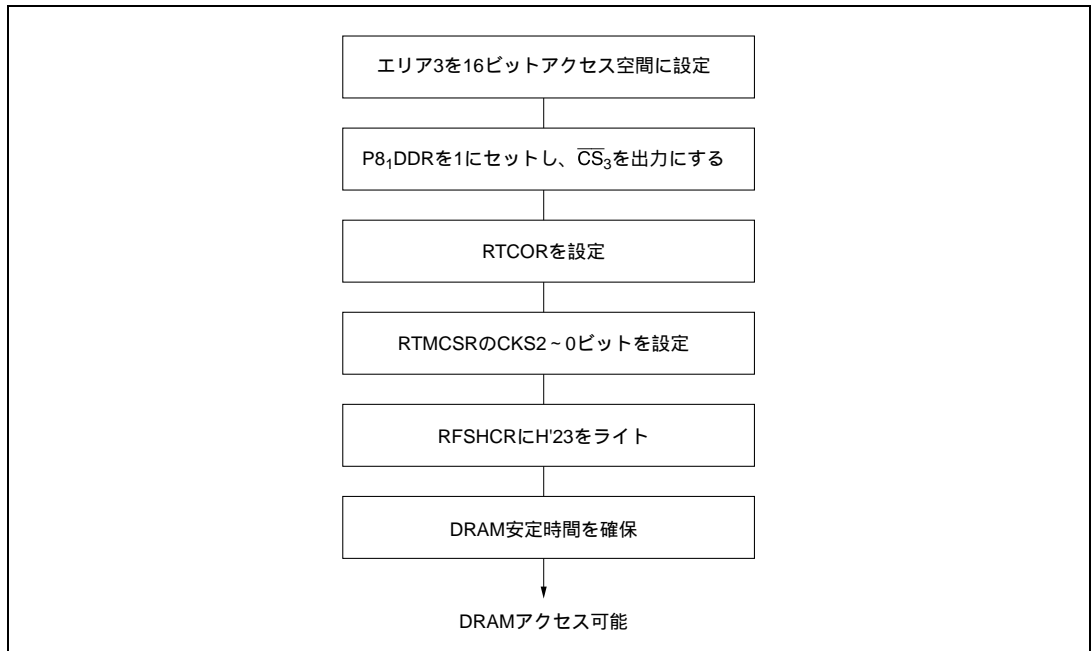 エリア3を16ビットアクセス空間に設定
P8₁DDRを1にセットし、C̅S̅₃を出力にする
RTCORを設定
RTMCSRのCKS2～0ビットを設定
RFSHCRにH'23をライト
DRAM安定時間を確保
DRAMアクセス可能